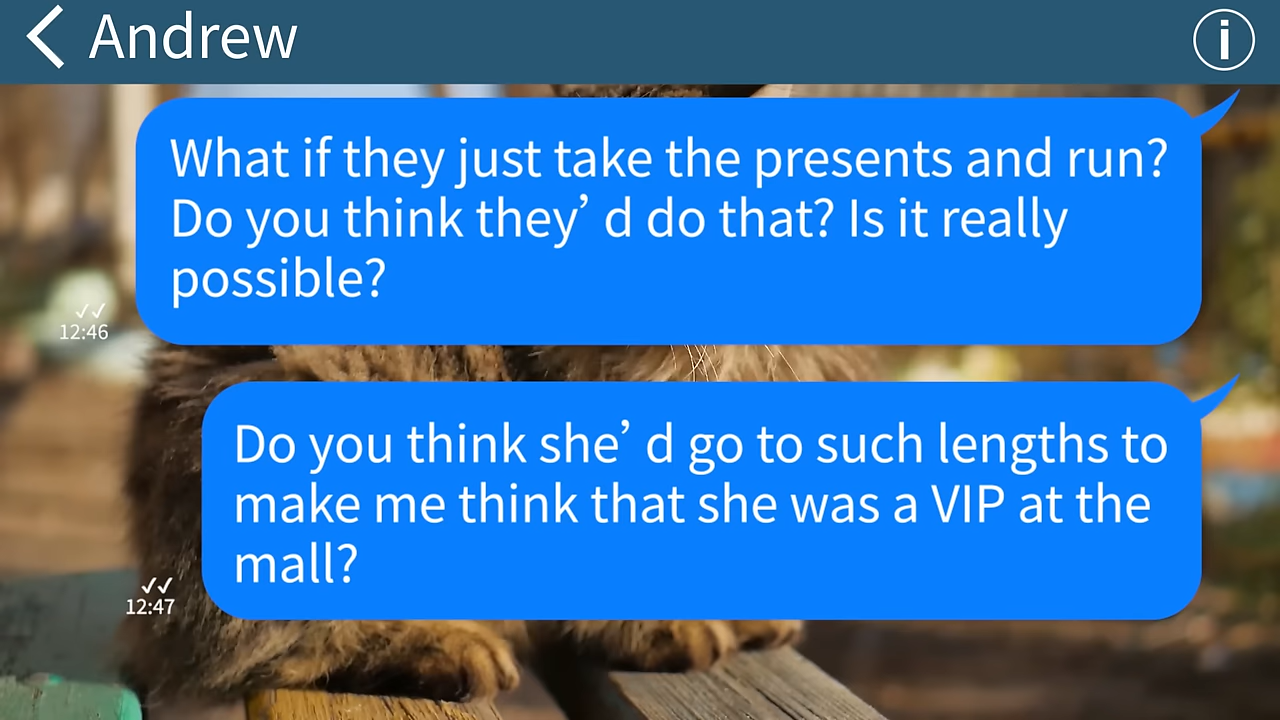 Andrew
What if they just take the presents and run?
Do you think they’ d do that? Is it really
possible?
12:46
Do you think she’ d go to such lengths to
make me think that she was a VIP at the
mall?
12:47